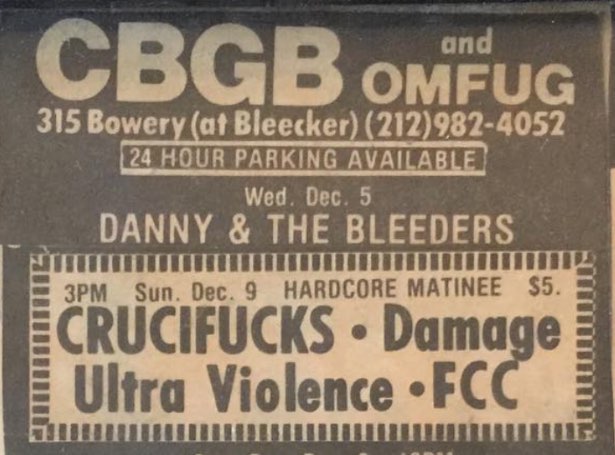 CBGB and
OMFUG
315 Bowery (at Bleecker) (212) 982-4052
24 HOUR PARKING AVAILABLE
Wed. Dec. 5
DANNY & THE BLEEDERS
3PM Sun. Dec. 9 HARDCORE MATINEE $5.
CRUCIFUCKS • Damage
Ultra Violence • FCC